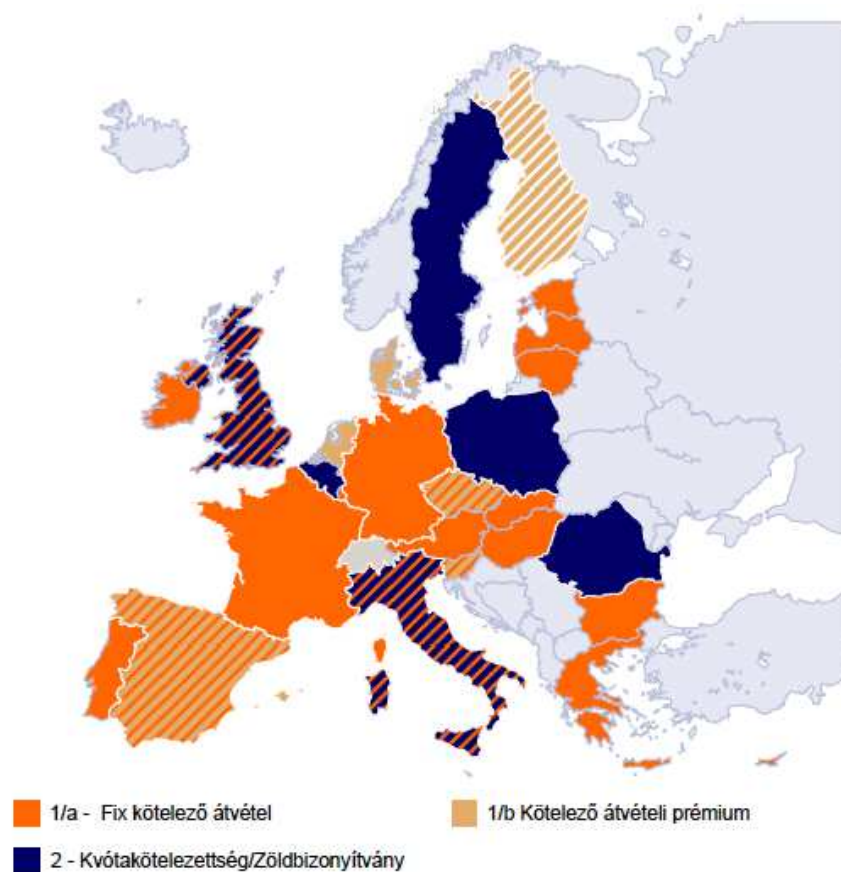 1/a - Fix kötelező átvétel
1/b Kötelező átvételi prémium
2 - Kvótakötelezettség/Zöldbizonyítvány